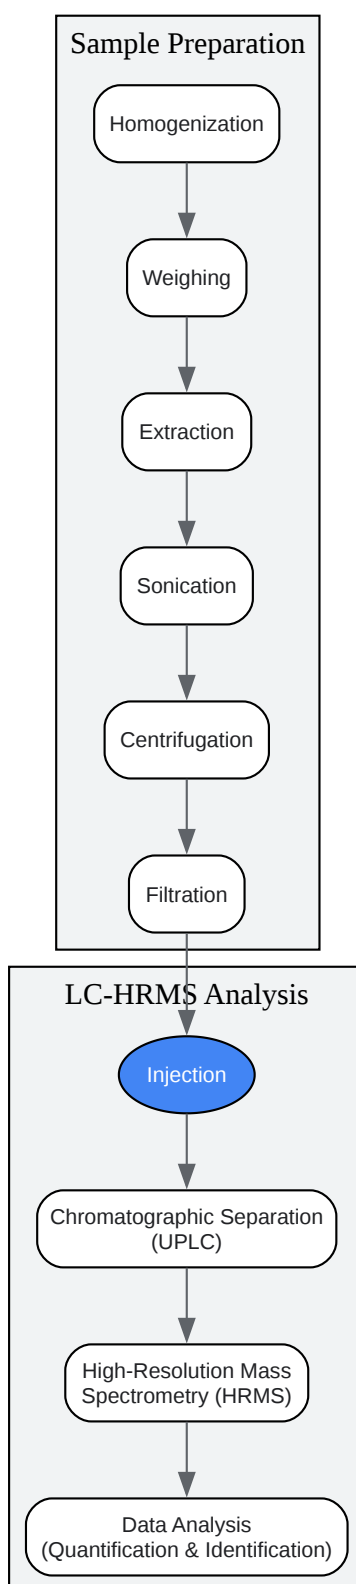 Sample Preparation
Homogenization
Weighing
Extraction
Sonication
Centrifugation
Filtration
LC-HRMS Analysis
Injection
Chromatographic Separation
(UPLC)
High-Resolution Mass
Spectrometry (HRMS)
Data Analysis
(Quantification & Identification)